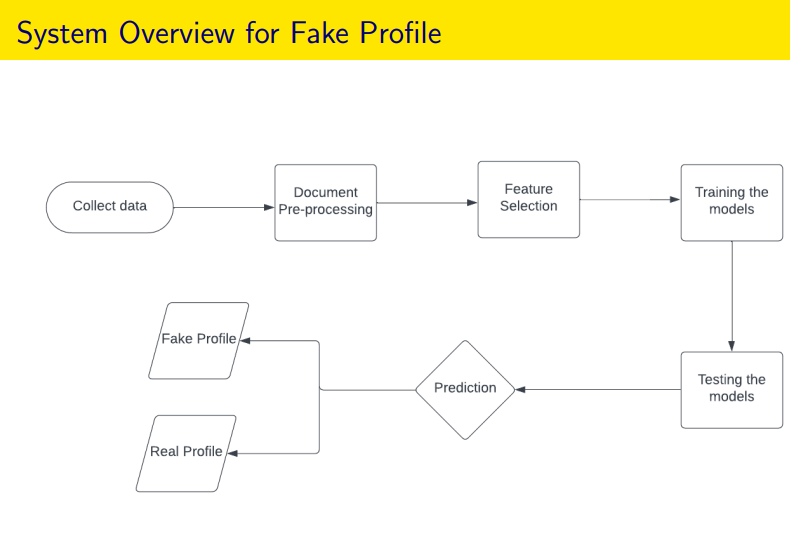 System Overview for Fake Profile
Collect data
Document
Pre-processing
Feature
Selection
Training the
models
Testing the
models
Prediction
Fake Profile
Real Profile